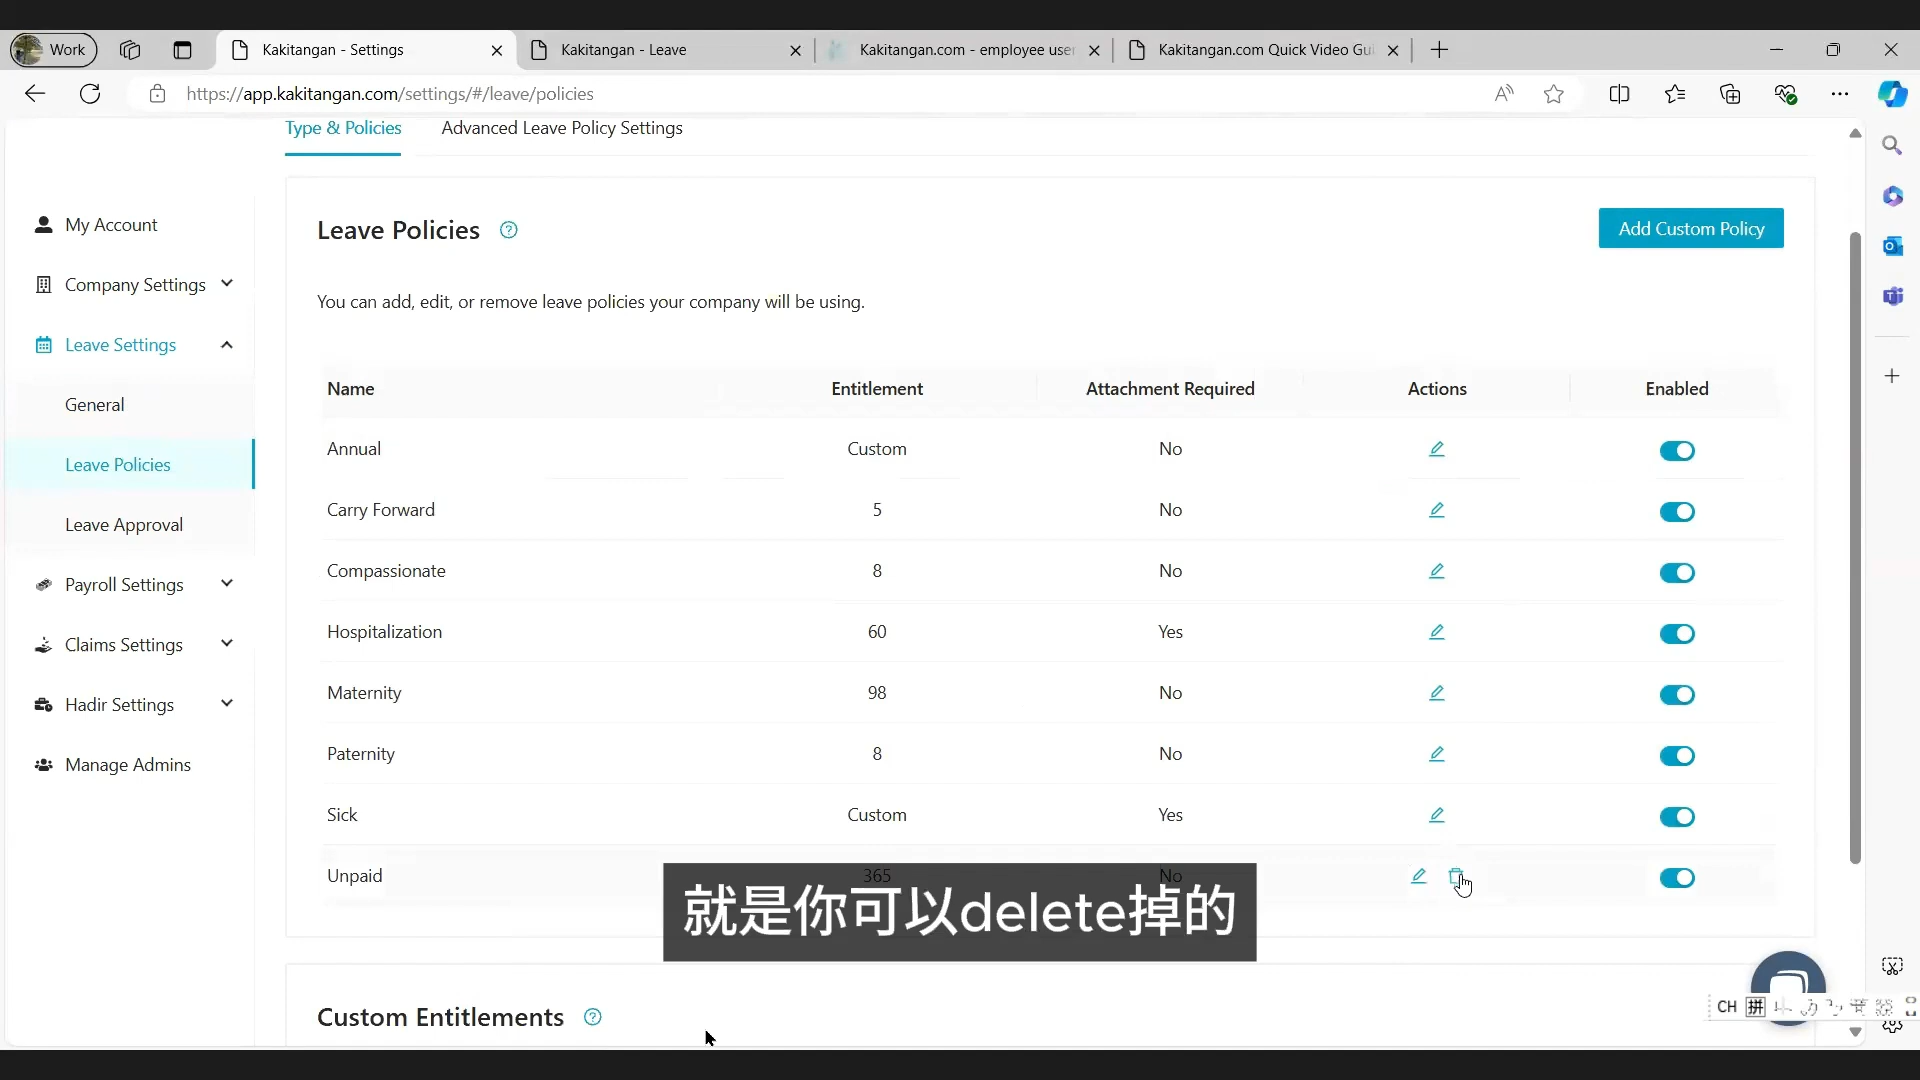 Work
Kakitangan - Settings
Kakitangan - Leave
Kakitangan.com - employee user
Kakitangan.com Quick Video Gui
https://app.kakitangan.com/settings/#/leave/policies
Type & Policies
Advanced Leave Policy Settings
My Account
Company Settings
Leave Settings
General
Leave Policies
Leave Approval
Payroll Settings
Claims Settings
Hadir Settings
Manage Admins
Leave Policies
Add Custom Policy
You can add, edit, or remove leave policies your company will be using.
Name Entitlement Attachment Required Actions Enabled
Annual Custom No
Carry Forward 5 No
Compassionate 8 No
Hospitalization 60 Yes
Maternity 98 No
Paternity 8 No
Sick Custom Yes
Unpaid 365 No
就是你可以delete掉的
Custom Entitlements
CH 拼